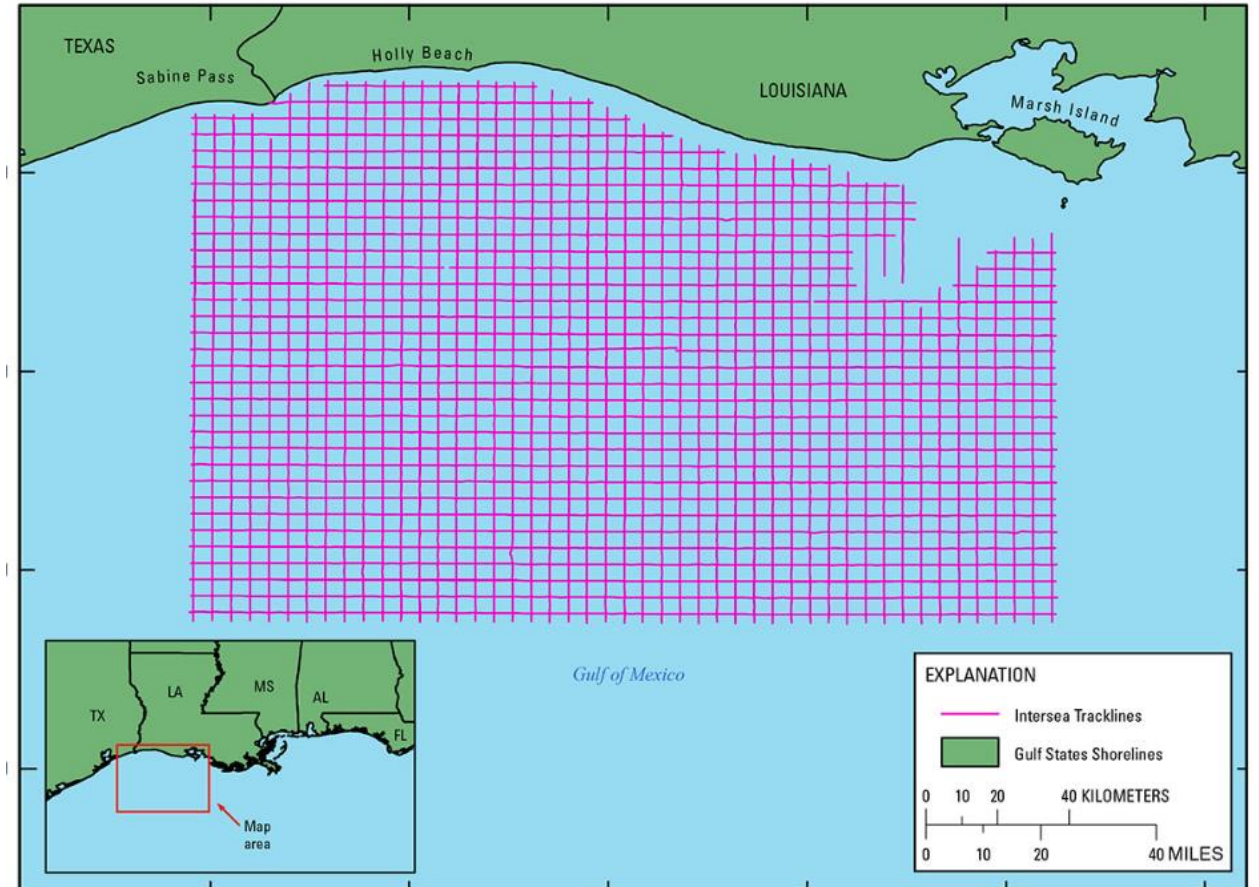 TEXAS
Sabine Pass
Holly Beach
LOUISIANA
Marsh Island
Gulf of Mexico
TX
LA
MS
AL
FL
Map
area
EXPLANATION
Intersea Tracklines
Gulf States Shorelines
0 10 20 40 KILOMETERS
0 10 20 40 MILES